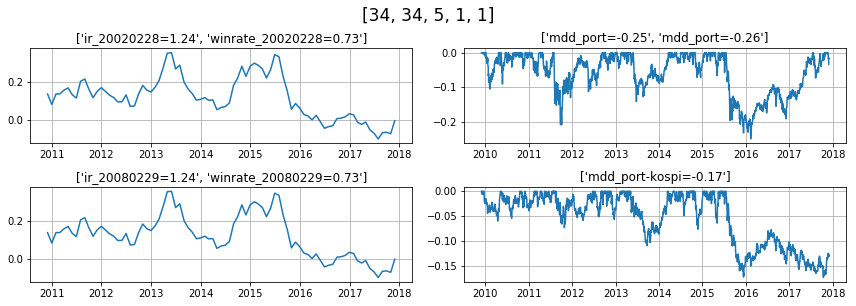 [34, 34, 5, 1, 1]
['ir_20020228=1.24', 'winrate_20020228=0.73']
0.2
0.0
2011 2012 2013 2014 2015 2016 2017 2018
['mdd_port=-0.25', 'mdd_port=-0.26']
0.0
−0.1
−0.2
2010 2011 2012 2013 2014 2015 2016 2017 2018
['ir_20080229=1.24', 'winrate_20080229=0.73']
0.2
0.0
2011 2012 2013 2014 2015 2016 2017 2018
['mdd_port-kospi=-0.17']
0.00
−0.05
−0.10
−0.15
2010 2011 2012 2013 2014 2015 2016 2017 2018